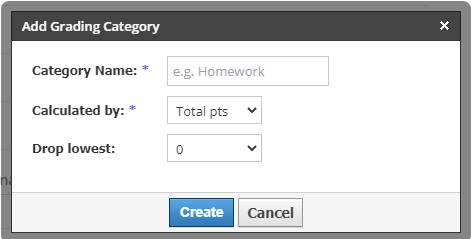 Add Grading Category ×
Category Name: * e.g. Homework
Calculated by: * Total pts
Drop lowest: 0
Create Cancel